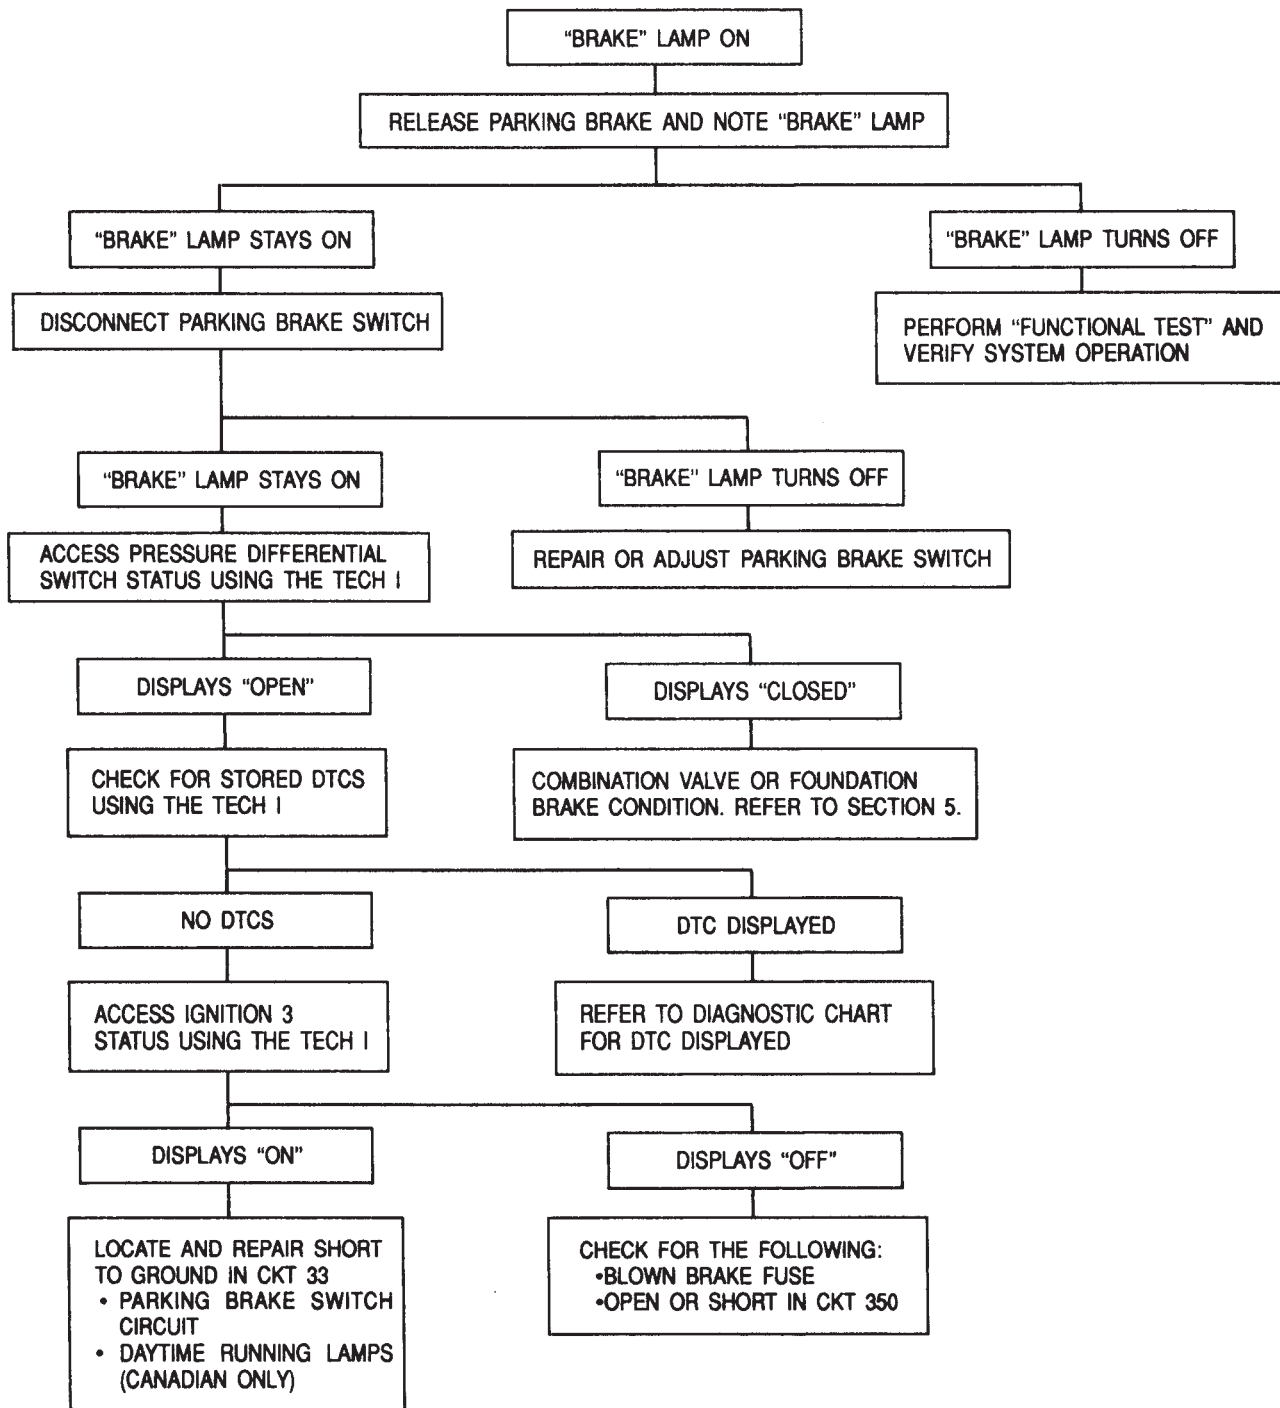 “BRAKE” LAMP ON
RELEASE PARKING BRAKE AND NOTE “BRAKE” LAMP
“BRAKE” LAMP STAYS ON
“BRAKE” LAMP TURNS OFF
DISCONNECT PARKING BRAKE SWITCH
PERFORM “FUNCTIONAL TEST” AND
VERIFY SYSTEM OPERATION
“BRAKE” LAMP STAYS ON
“BRAKE” LAMP TURNS OFF
ACCESS PRESSURE DIFFERENTIAL
SWITCH STATUS USING THE TECH I
REPAIR OR ADJUST PARKING BRAKE SWITCH
DISPLAYS “OPEN”
DISPLAYS “CLOSED”
CHECK FOR STORED DTCS
USING THE TECH I
COMBINATION VALVE OR FOUNDATION
BRAKE CONDITION. REFER TO SECTION 5.
NO DTCS
DTC DISPLAYED
ACCESS IGNITION 3
STATUS USING THE TECH I
REFER TO DIAGNOSTIC CHART
FOR DTC DISPLAYED
DISPLAYS “ON”
DISPLAYS “OFF”
LOCATE AND REPAIR SHORT
TO GROUND IN CKT 33
• PARKING BRAKE SWITCH
CIRCUIT
• DAYTIME RUNNING LAMPS
(CANADIAN ONLY)
CHECK FOR THE FOLLOWING:
•BLOWN BRAKE FUSE
•OPEN OR SHORT IN CKT 350